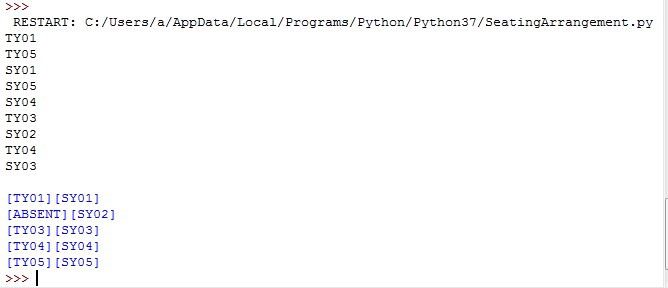 >>>
RESTART: C:/Users/a/AppData/Local/Programs/Python/Python37/SeatingArrangement.py
TY01
TY05
SY01
SY05
SY04
TY03
SY02
TY04
SY03
[TY01][SY01]
[ABSENT][SY02]
[TY03][SY03]
[TY04][SY04]
[TY05][SY05]
>>>